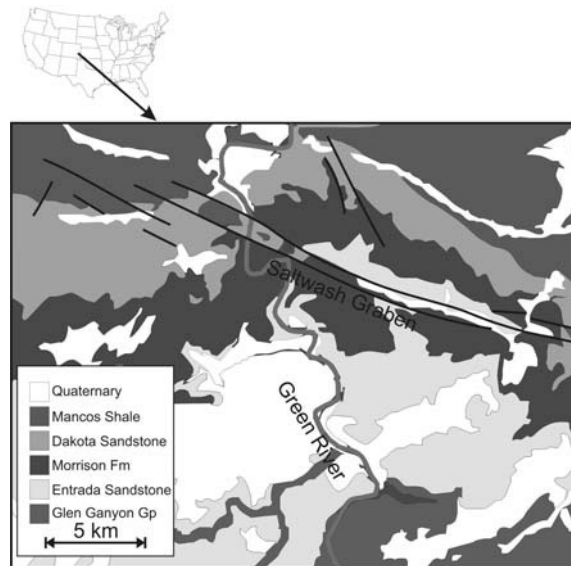 Saltwash Graben
Green River
Quaternary
Mancos Shale
Dakota Sandstone
Morrison Fm
Entrada Sandstone
Glen Ganyon Gp
5 km